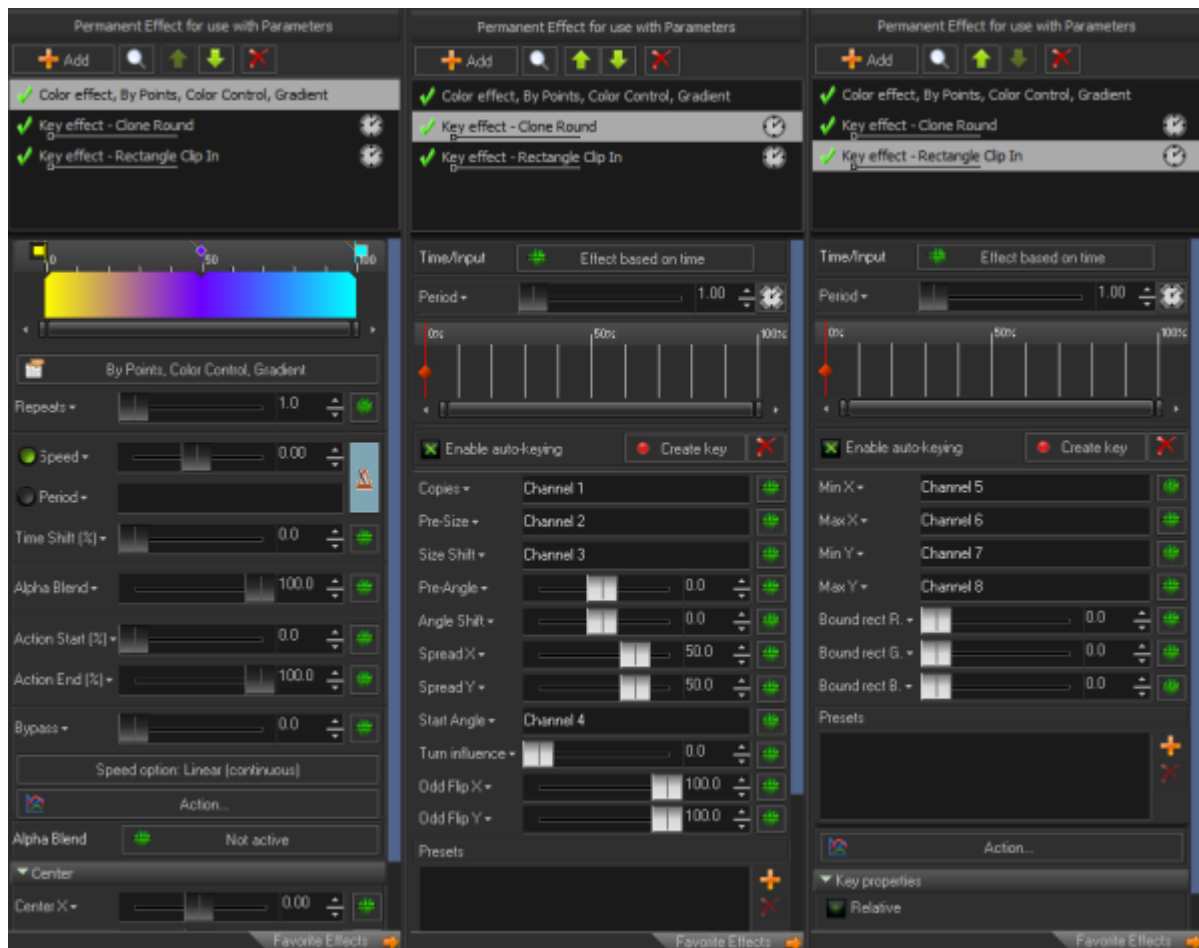 Permanent Effect for use with Parameters
Add
Color effect, By Points, Color Control, Gradient
Key effect - Clone Round
Key effect - Rectangle Clip In
0
50
100
By Points, Color Control, Gradient
Repeats
1.0
Speed
0.00
Period
Time Shift (%)
0.0
Alpha Blend
100.0
Action Start (%)
0.0
Action End (%)
100.0
Bypass
0.0
Speed option: Linear (continuous)
Action...
Alpha Blend
Not active
Center
Center X
0.00
Favorite Effects
Permanent Effect for use with Parameters
Add
Color effect, By Points, Color Control, Gradient
Key effect - Clone Round
Key effect - Rectangle Clip In
Time/Input
Effect based on time
Period
1.00
0%
50%
100%
Enable auto-keying
Create key
Copies
Channel 1
Pre-Size
Channel 2
Size Shift
Channel 3
Pre-Angle
0.0
Angle Shift
0.0
Spread X
50.0
Spread Y
50.0
Start Angle
Channel 4
Turn influence
0.0
Odd Flip X
100.0
Odd Flip Y
100.0
Presets
Favorite Effects
Permanent Effect for use with Parameters
Add
Color effect, By Points, Color Control, Gradient
Key effect - Clone Round
Key effect - Rectangle Clip In
Time/Input
Effect based on time
Period
1.00
0%
50%
100%
Enable auto-keying
Create key
Min X
Channel 5
Max X
Channel 6
Min Y
Channel 7
Max Y
Channel 8
Bound rect R.
0.0
Bound rect G.
0.0
Bound rect B.
0.0
Presets
Action...
Key properties
Relative
Favorite Effects